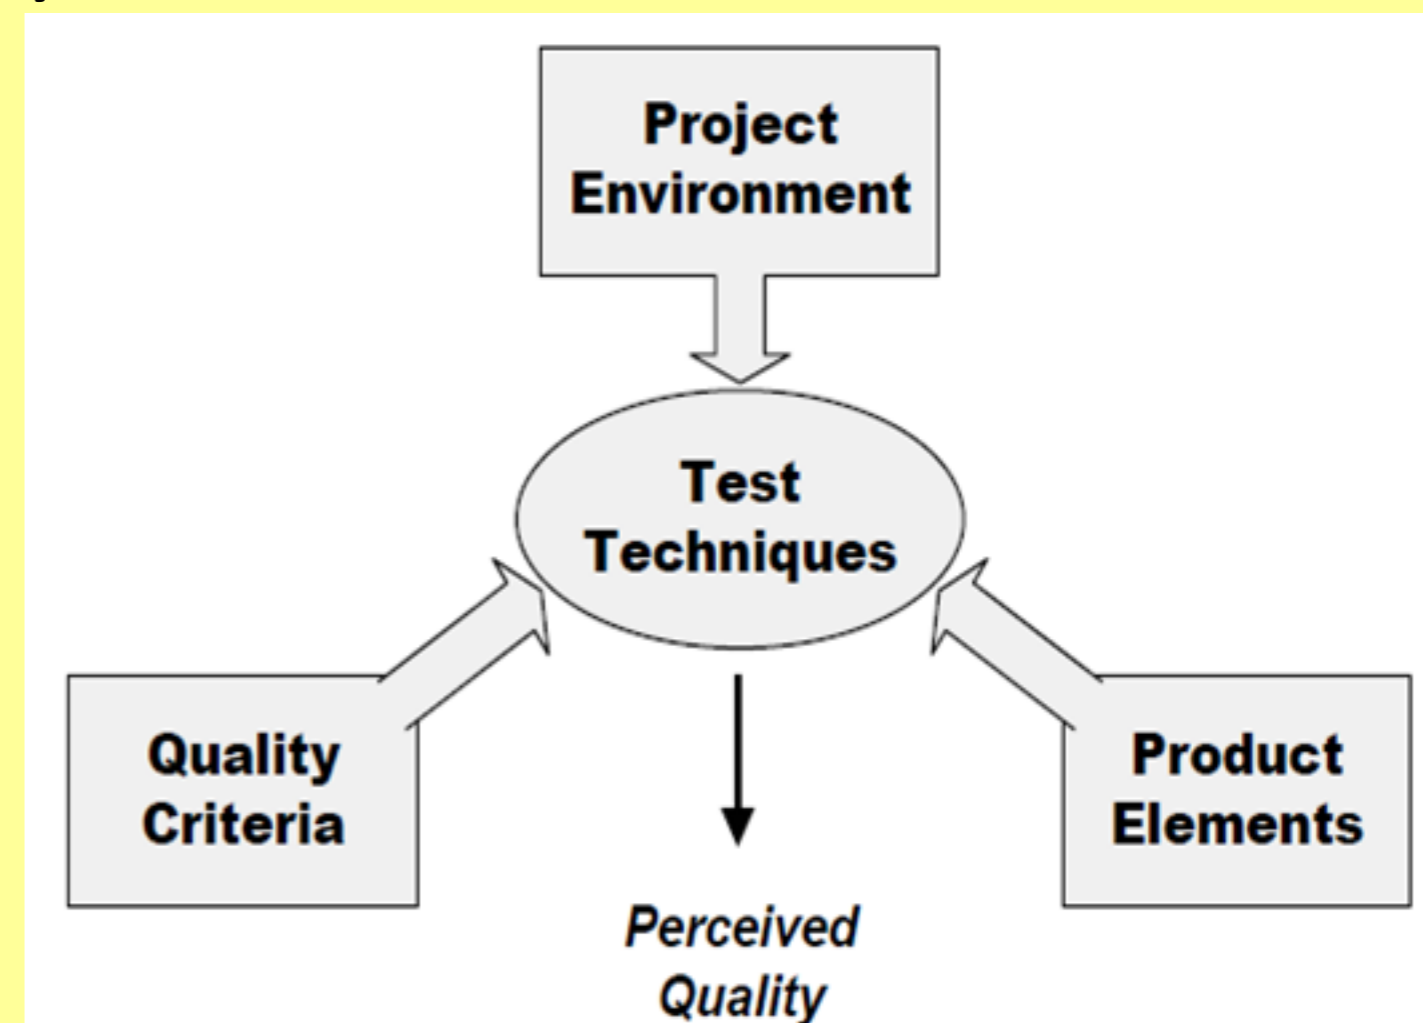 Project
Environment
Test
Techniques
Quality
Criteria
Product
Elements
Perceived
Quality